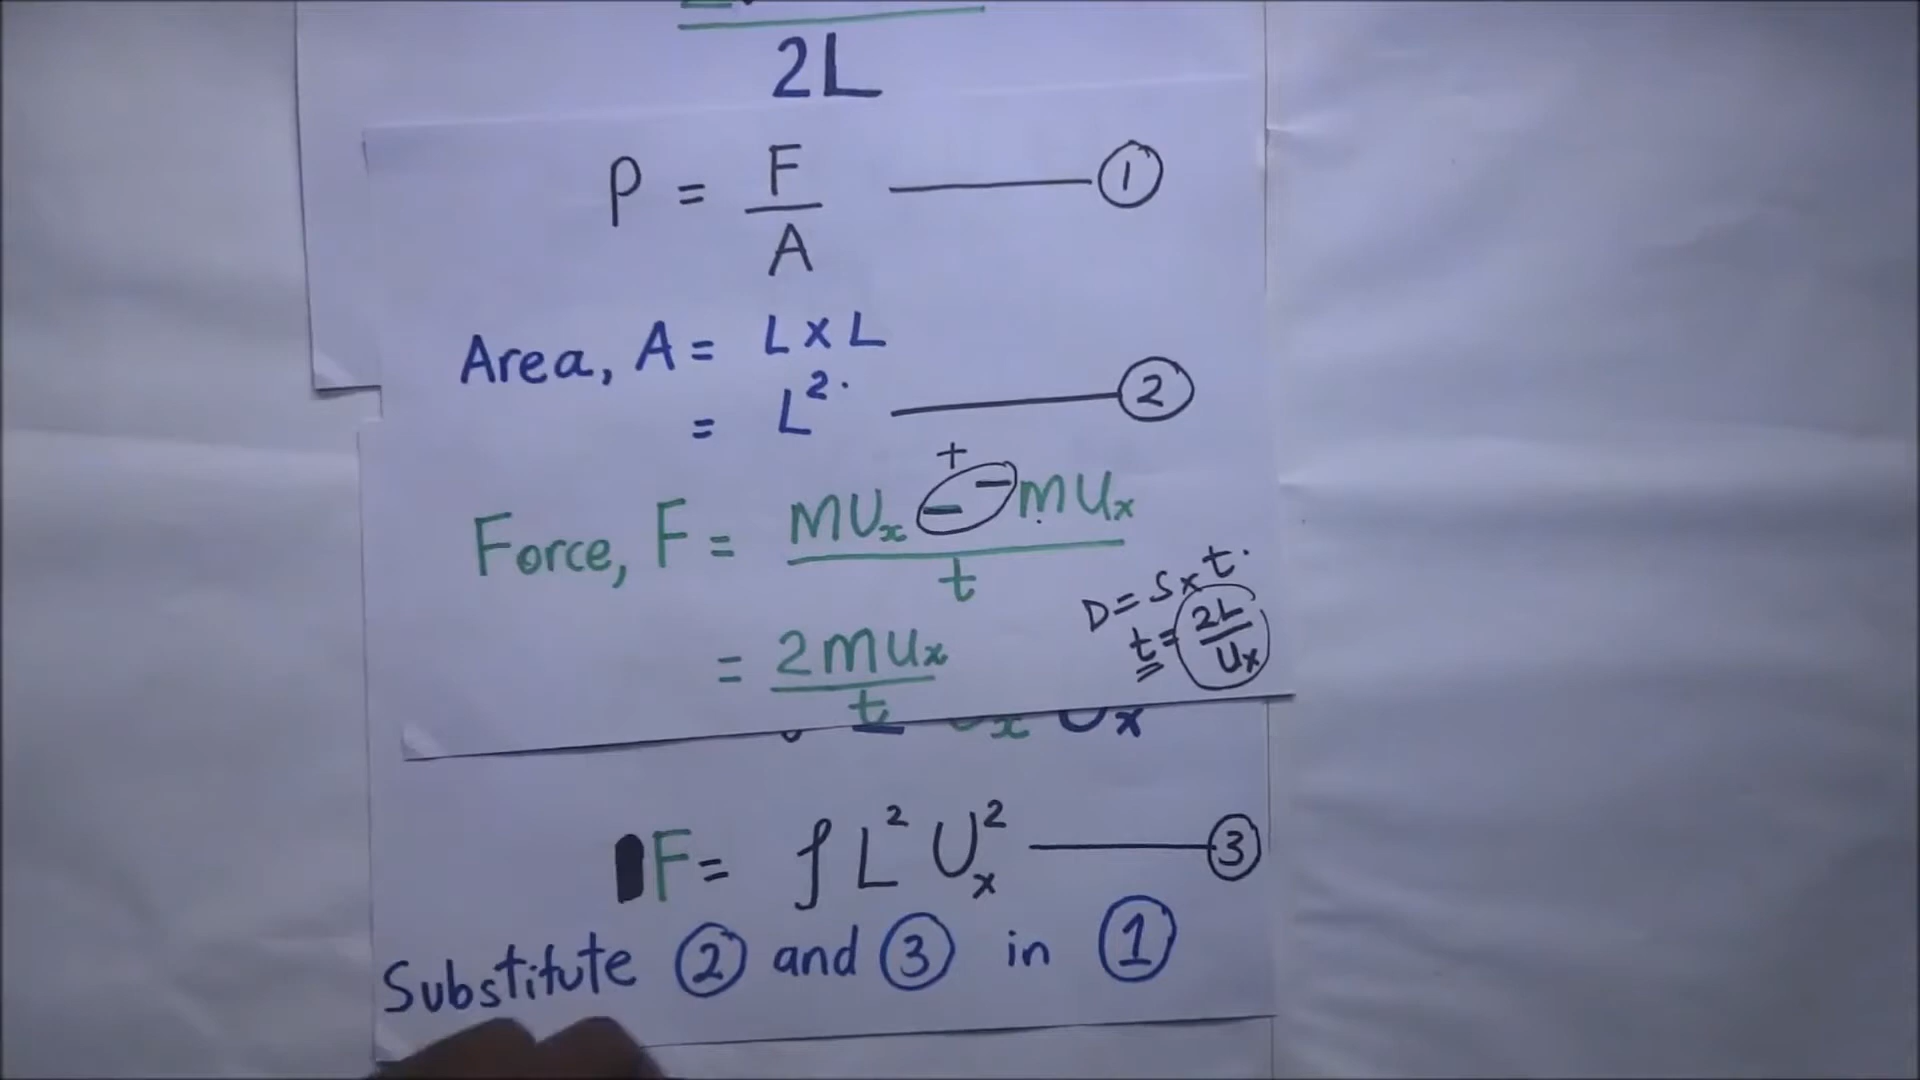 2L
P = F/A ——— ①
Area, A = L x L
= L². ——— ②
+
Force, F = mUx - - mUx / t
D = S x t.
t = 2L/Ux
= 2mUx / t
F = ρ L² Ux² ——— ③
Substitute ② and ③ in ①